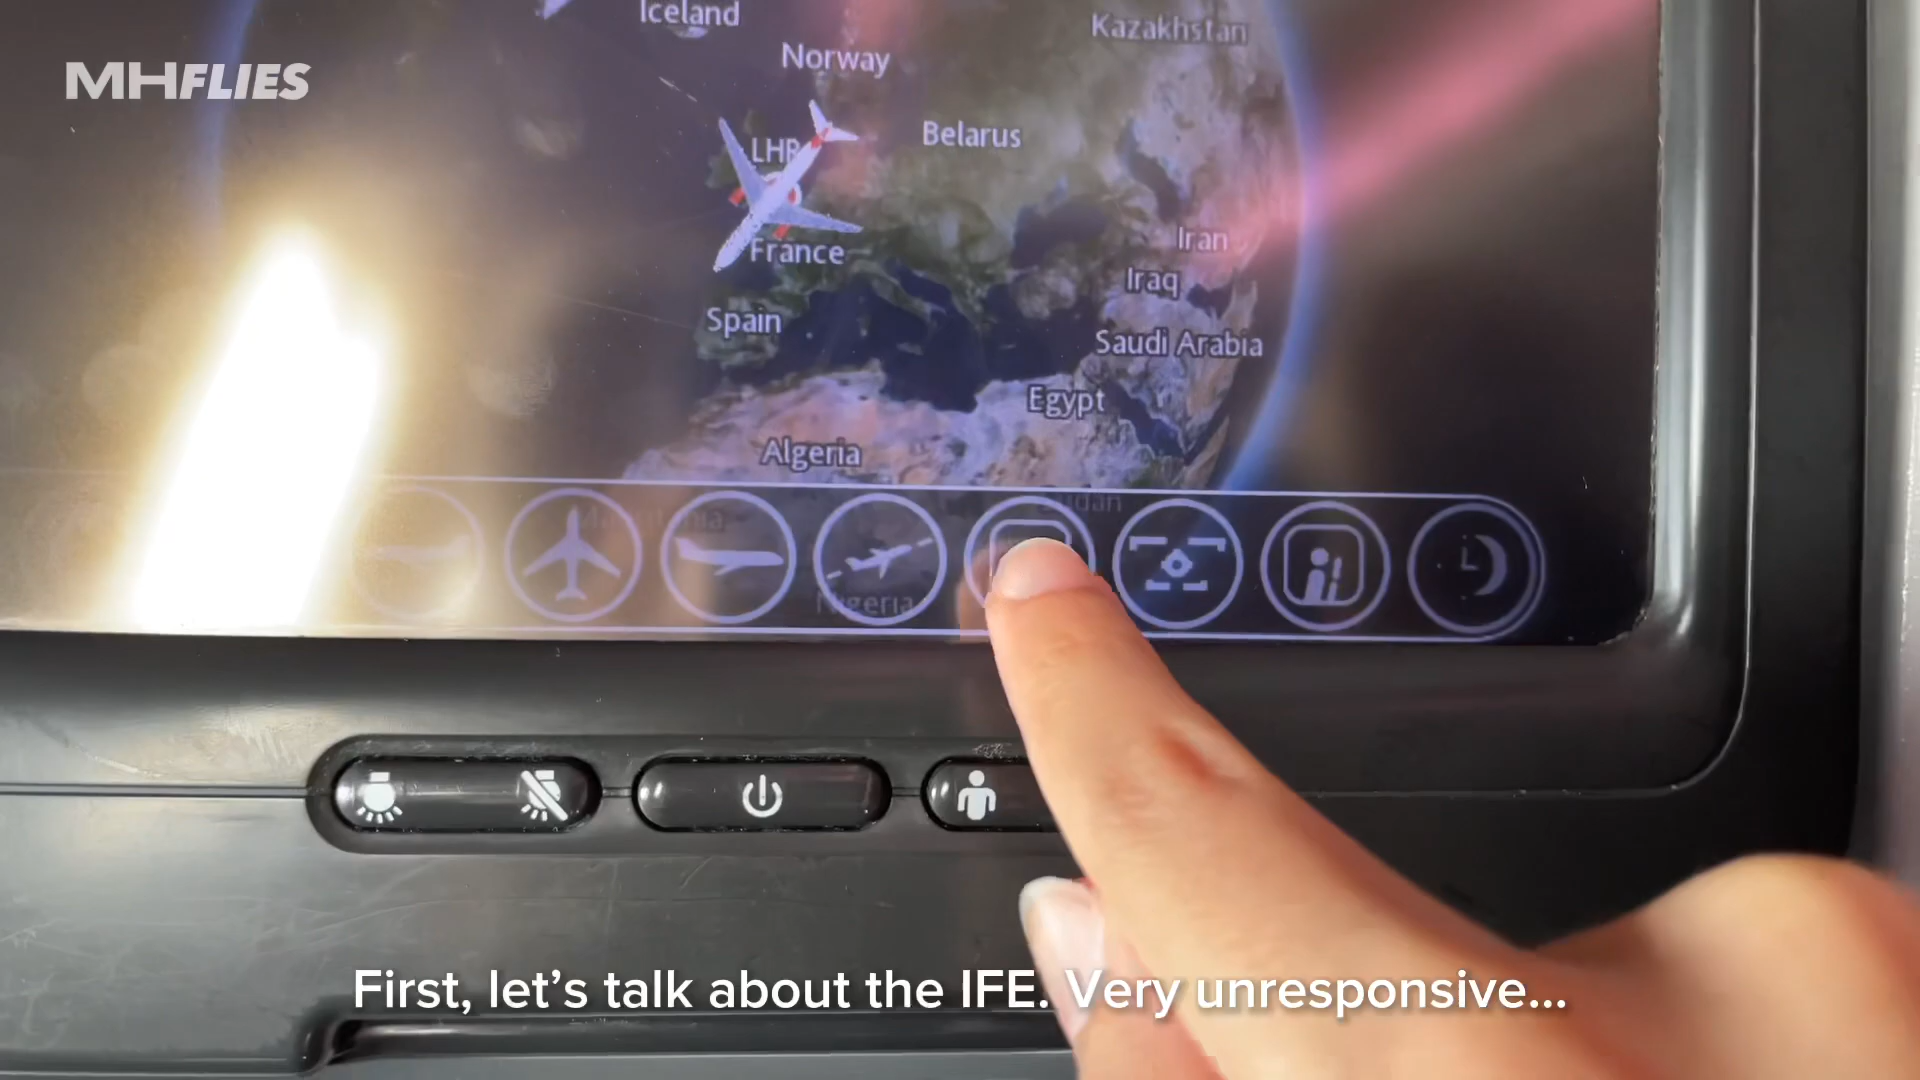 Iceland
Kazakhstan
Norway
MHFLIES
Belarus
LHR
Iran
France
Iraq
Spain
Saudi Arabia
Egypt
Algeria
Nigeria
First, let's talk about the IFE. Very unresponsive...